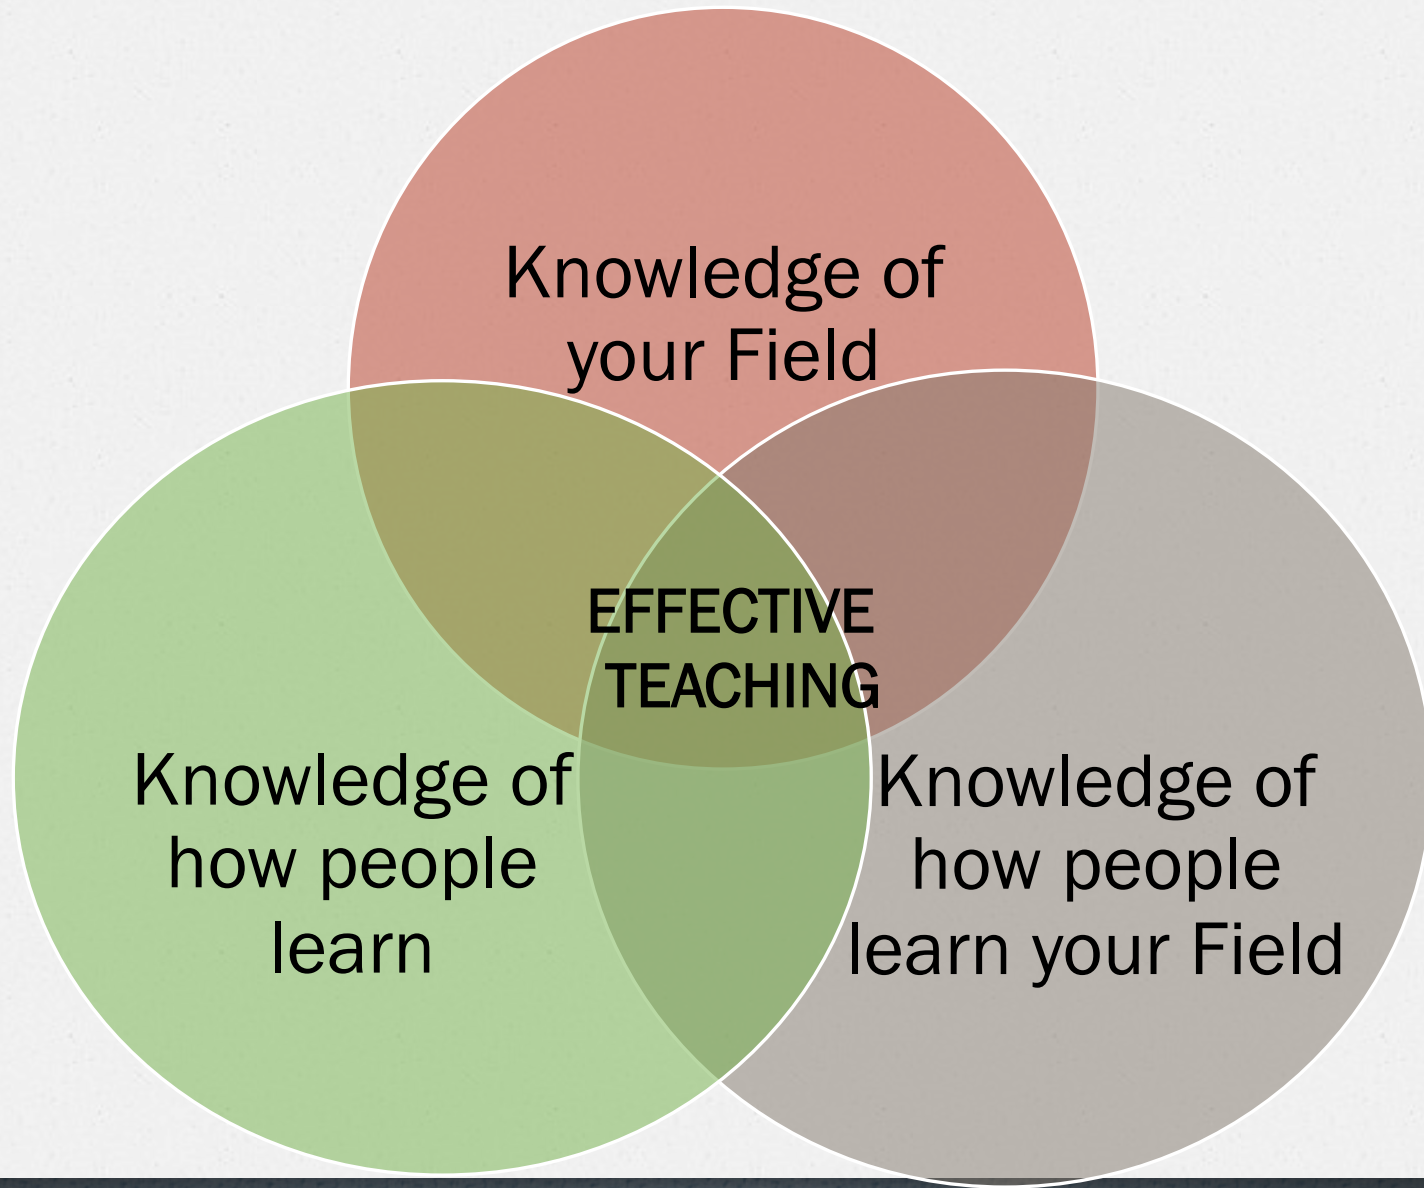 Knowledge of
your Field
EFFECTIVE
TEACHING
Knowledge of
how people
learn
Knowledge of
how people
learn your Field